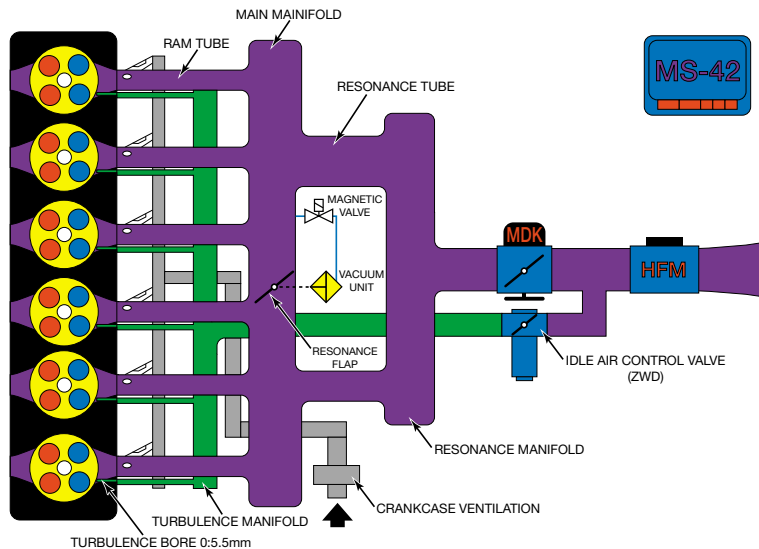 MAIN MAINIFOLD
RAM TUBE
RESONANCE TUBE
MS-42
MAGNETIC
VALVE
MDK
HFM
VACUUM
UNIT
RESONANCE
FLAP
IDLE AIR CONTROL VALVE
(ZWD)
RESONANCE MANIFOLD
CRANKCASE VENTILATION
TURBULENCE MANIFOLD
TURBULENCE BORE 0:5.5mm